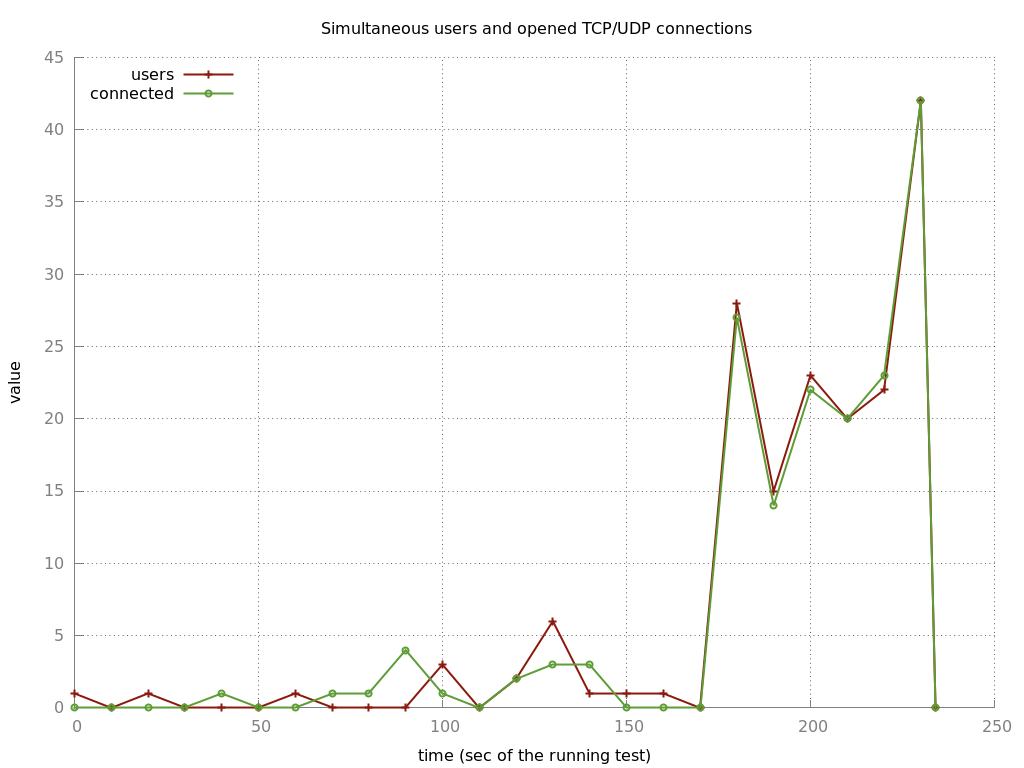 Simultaneous users and opened TCP/UDP connections
45
users
connected
40
35
30
25
value
20
15
10
5
0
0 50 100 150 200 250
time (sec of the running test)